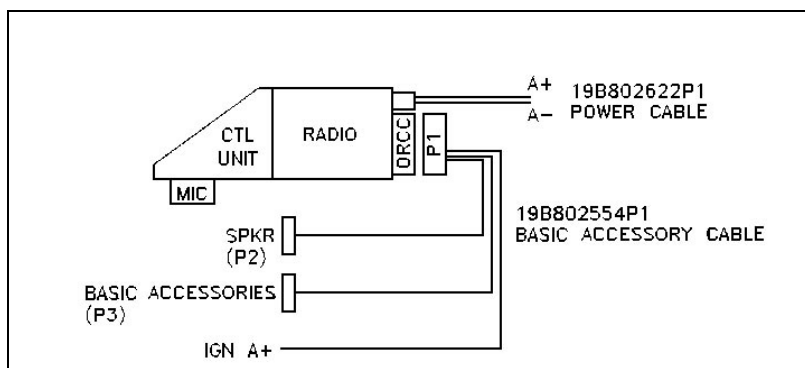 A+
A-
19B802622P1
POWER CABLE
CTL
UNIT
RADIO
ORCC
P1
MIC
19B802554P1
BASIC ACCESSORY CABLE
SPKR
(P2)
BASIC ACCESSORIES
(P3)
IGN A+